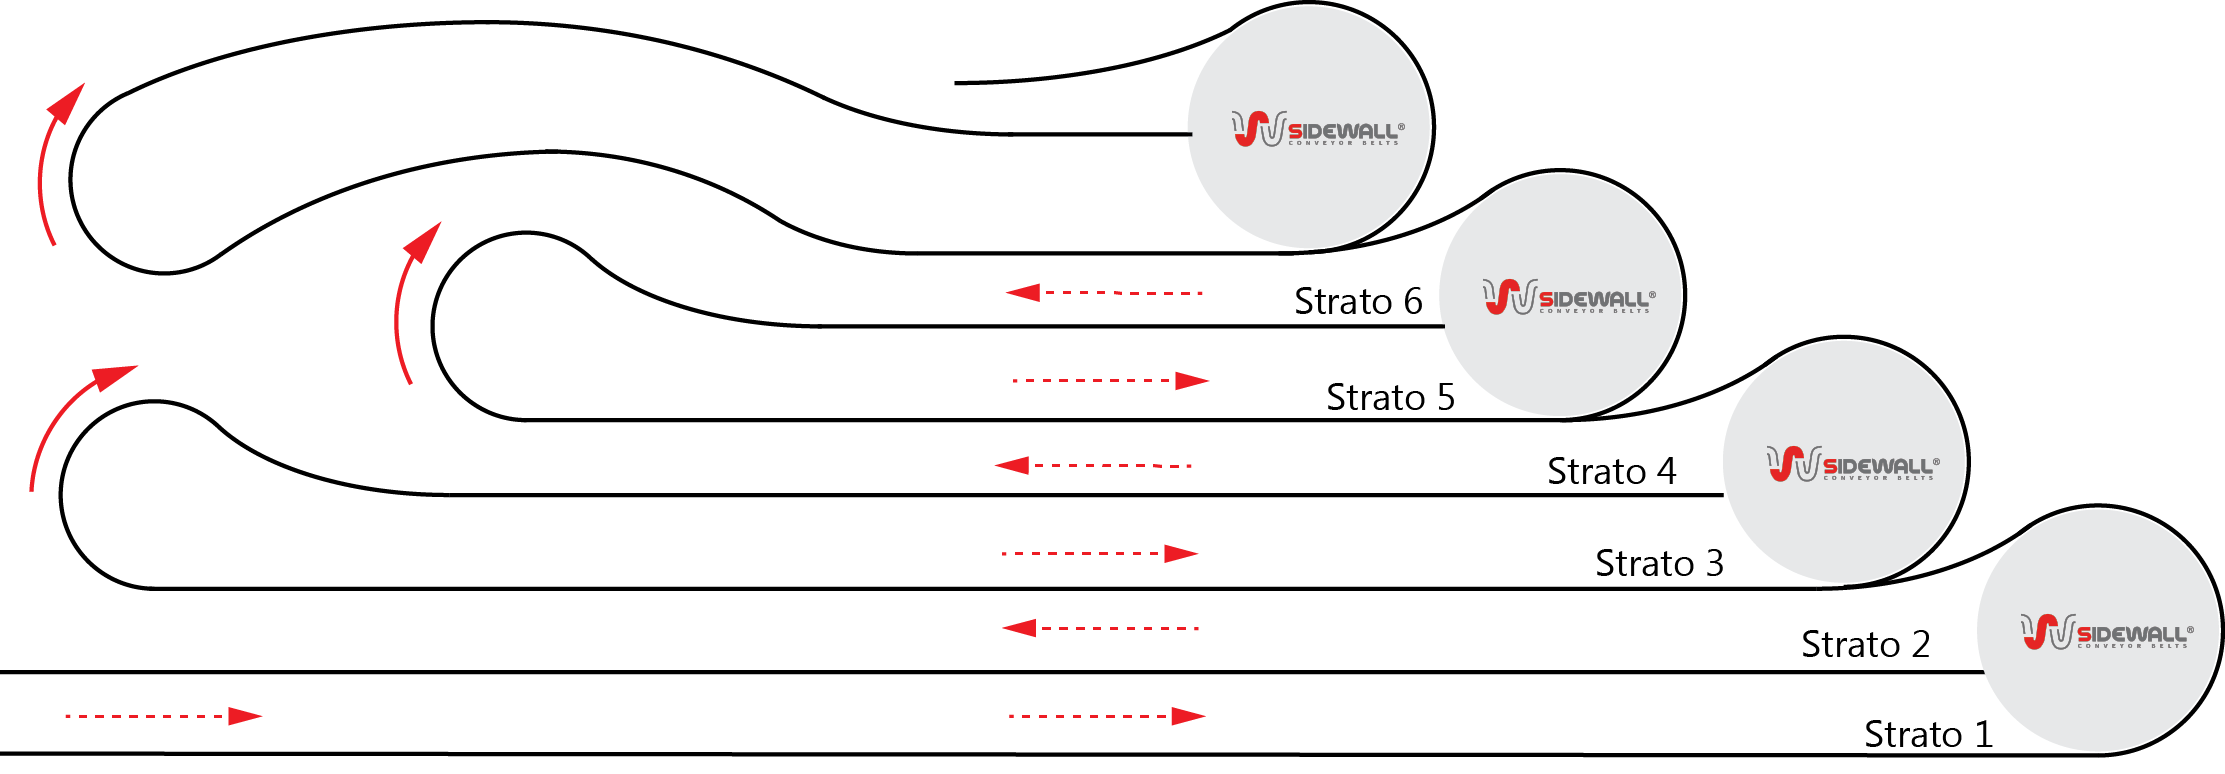 SIDEWALL®
CONVEYOR BELTS
SIDEWALL®
CONVEYOR BELTS
Strato 6
Strato 5
SIDEWALL®
CONVEYOR BELTS
Strato 4
Strato 3
SIDEWALL®
CONVEYOR BELTS
Strato 2
Strato 1